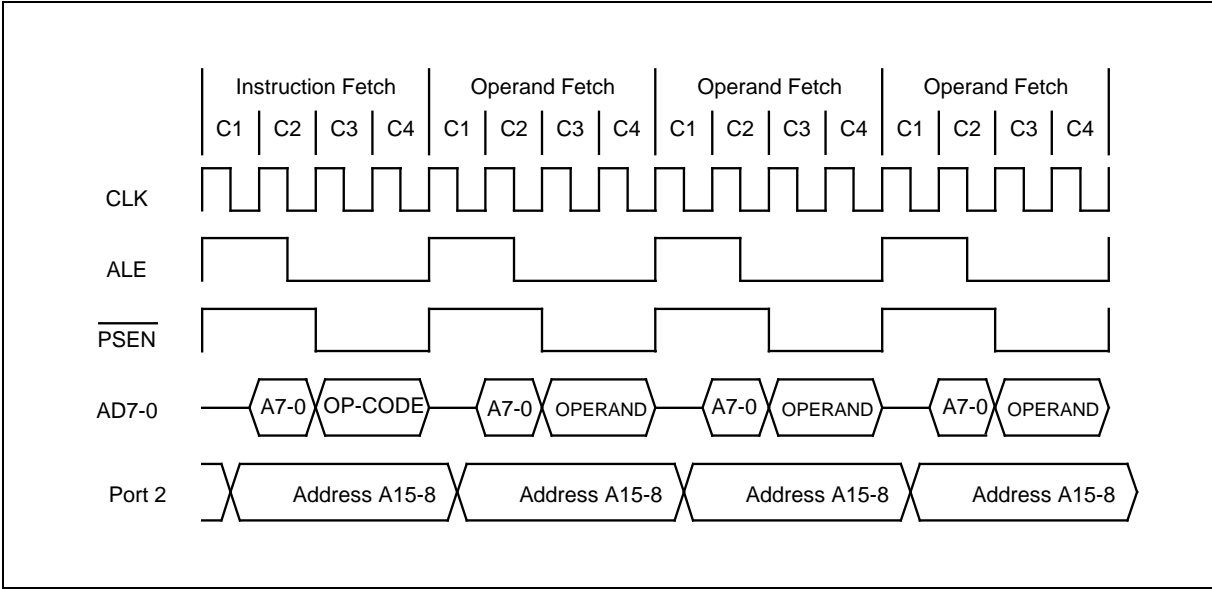 Instruction Fetch Operand Fetch Operand Fetch Operand Fetch
C1 C2 C3 C4 C1 C2 C3 C4 C1 C2 C3 C4 C1 C2 C3 C4
CLK
ALE
PSEN
AD7-0 A7-0 OP-CODE A7-0 OPERAND A7-0 OPERAND A7-0 OPERAND
Port 2 Address A15-8 Address A15-8 Address A15-8 Address A15-8